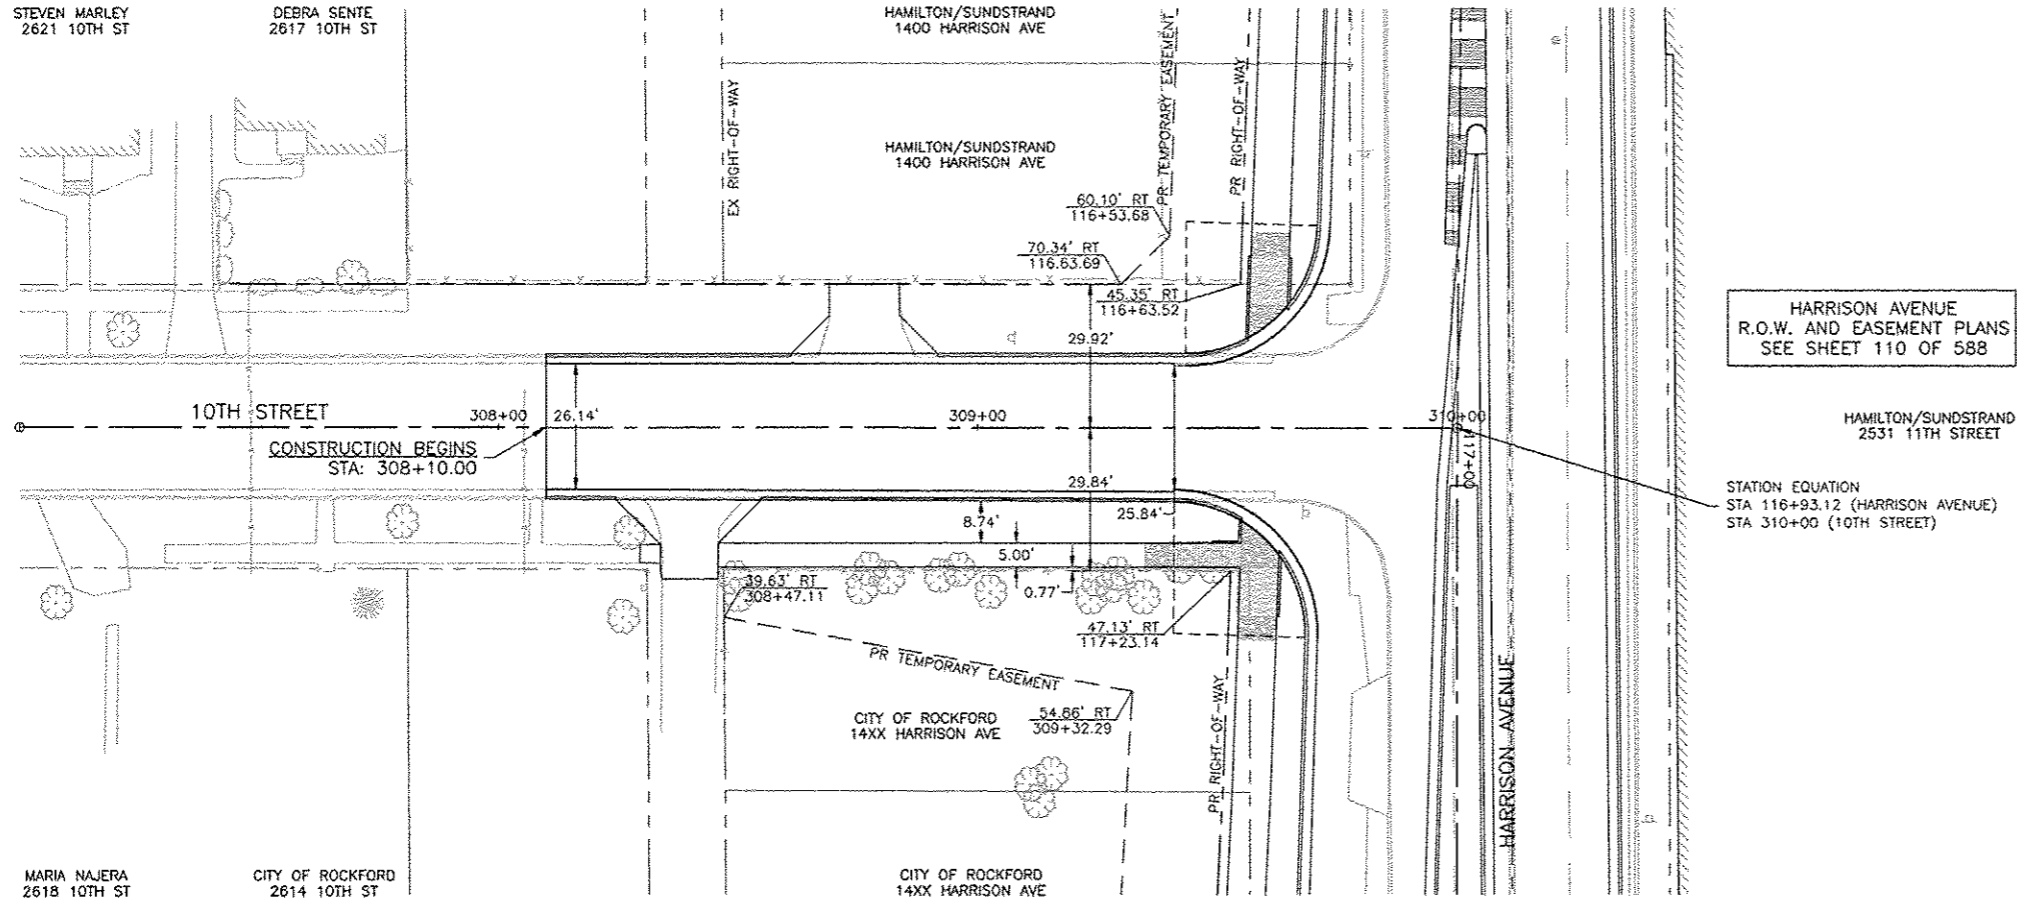 STEVEN MARLEY
2621 10TH ST
DEBRA SENTE
2617 10TH ST
HAMILTON/SUNDSTRAND
1400 HARRISON AVE
PR TEMPORARY EASEMENT
PR RIGHT-OF-WAY
EX RIGHT-OF-WAY
HAMILTON/SUNDSTRAND
1400 HARRISON AVE
60.10' RT
116+53.68
70.34' RT
116.63.69
45.35' RT
116+63.52
29.92'
HARRISON AVENUE
R.O.W. AND EASEMENT PLANS
SEE SHEET 110 OF 588
10TH STREET
308+00
26.14'
309+00
310+00
117+00
HAMILTON/SUNDSTRAND
2531 11TH STREET
CONSTRUCTION BEGINS
STA: 308+10.00
29.84'
25.84'
8.74'
5.00'
0.77'
STATION EQUATION
STA 116+93.12 (HARRISON AVENUE)
STA 310+00 (10TH STREET)
39.63' RT
308+47.11
47.13' RT
117+23.14
PR TEMPORARY EASEMENT
CITY OF ROCKFORD
14XX HARRISON AVE
54.86' RT
309+32.29
PR RIGHT-OF-WAY
HARRISON AVENUE
MARIA NAJERA
2618 10TH ST
CITY OF ROCKFORD
2614 10TH ST
CITY OF ROCKFORD
14XX HARRISON AVE